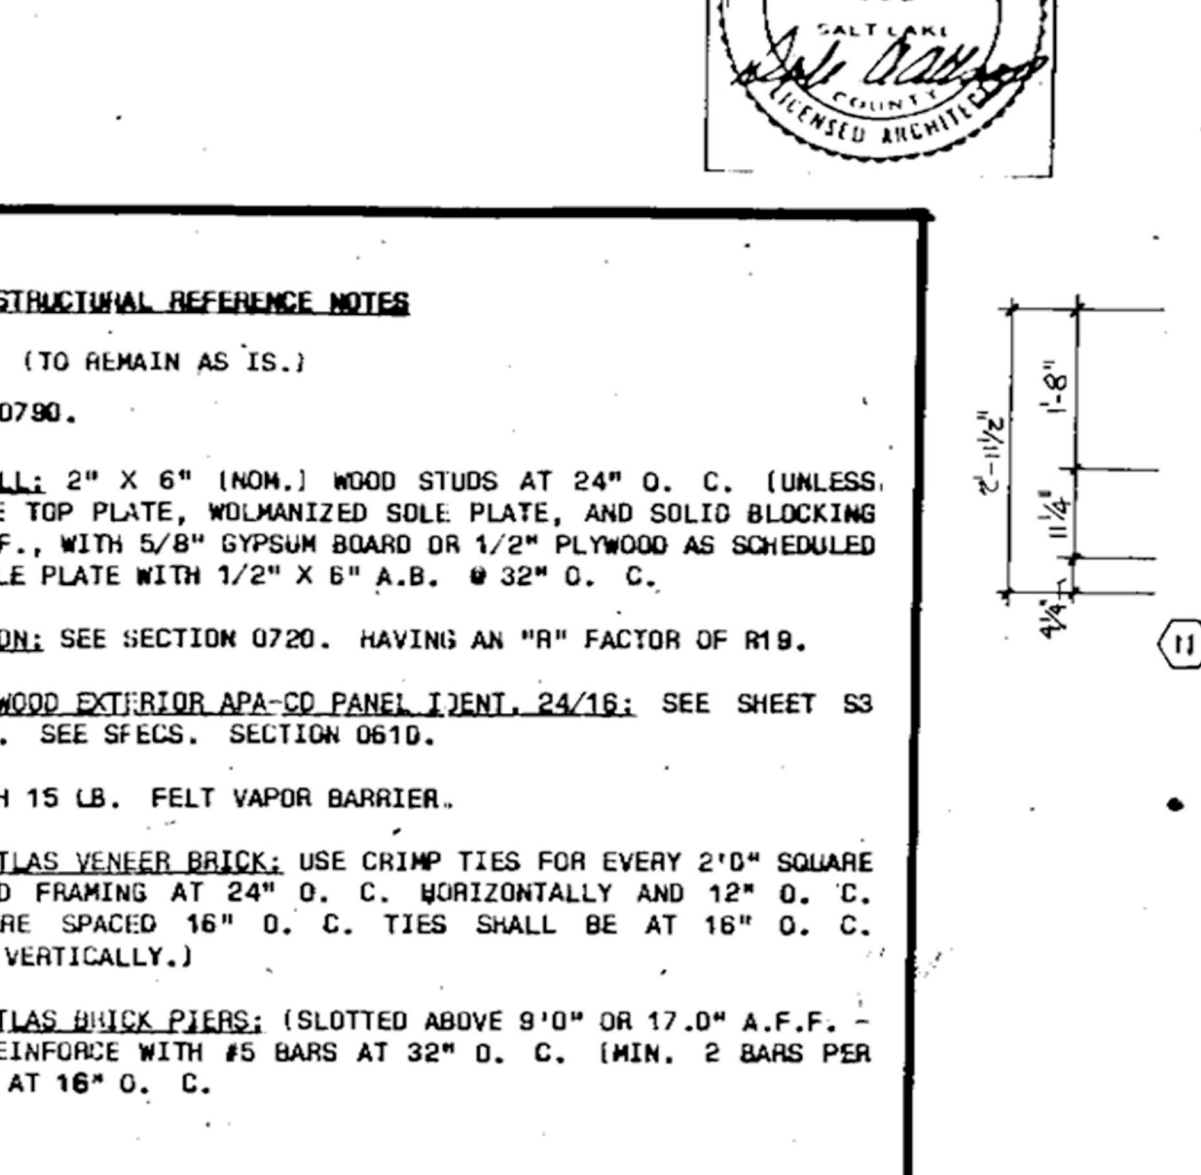 SALT LAKE
COUNTY
LICENSED ARCHITECT
STRUCTURAL REFERENCE NOTES
(TO REMAIN AS IS.)
0790.
LL: 2" X 6" (NOM.) WOOD STUDS AT 24" O. C. (UNLESS
E TOP PLATE, WOLMANIZED SOLE PLATE, AND SOLID BLOCKING
F., WITH 5/8" GYPSUM BOARD OR 1/2" PLYWOOD AS SCHEDULED
LE PLATE WITH 1/2" X 6" A.B. @ 32" O. C.
ON: SEE SECTION 0720. HAVING AN "R" FACTOR OF R19.
WOOD EXTERIOR APA-CD PANEL IDENT. 24/16: SEE SHEET S3
. SEE SPECS. SECTION 0610.
H 15 LB. FELT VAPOR BARRIER.
TLAS VENEER BRICK: USE CRIMP TIES FOR EVERY 2'0" SQUARE
D FRAMING AT 24" O. C. HORIZONTALLY AND 12" O. C.
RE SPACED 16" O. C. TIES SHALL BE AT 16" O. C.
VERTICALLY.)
TLAS BRICK PIERS: (SLOTTED ABOVE 9'0" OR 17.0" A.F.F. -
EINFORCE WITH #5 BARS AT 32" O. C. (MIN. 2 BARS PER
AT 16" O. C.
1'-8"
11 1/4"
4 1/4"
11